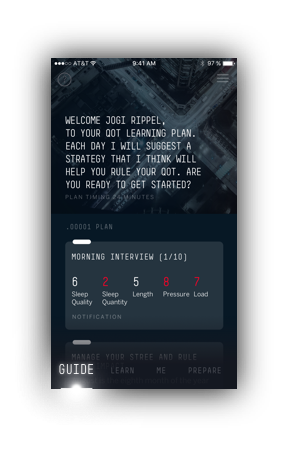 AT&T
9:41 AM
97 %
WELCOME JOGI RIPPEL,
TO YOUR QOT LEARNING PLAN.
EACH DAY I WILL SUGGEST A
STRATEGY THAT I THINK WILL
HELP YOU RULE YOUR QOT. ARE
YOU READY TO GET STARTED?
PLAN TIMING 24 MINUTES
.00001 PLAN
MORNING INTERVIEW (1/10)
6 2 5 8 7
Sleep Quality Sleep Quantity Length Pressure Load
NOTIFICATION
MANAGE YOUR STREE AND RULE
GUIDE LEARN ME PREPARE